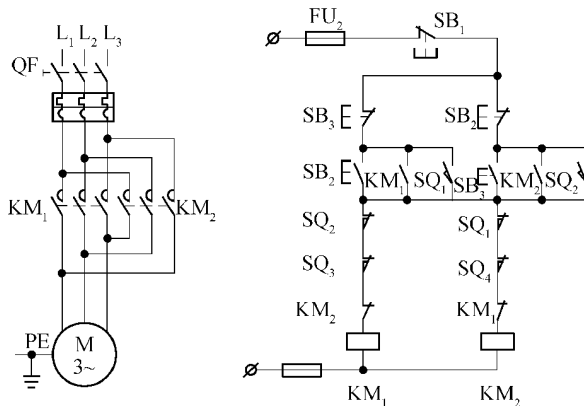 L1 L2 L3
QF
KM1
KM2
PE
M
3~
FU2
SB1
SB3
SB2
SB2
KM1
SQ1
SB3
KM2
SQ2
SQ2
SQ1
SQ3
SQ4
KM2
KM1
KM1
KM2